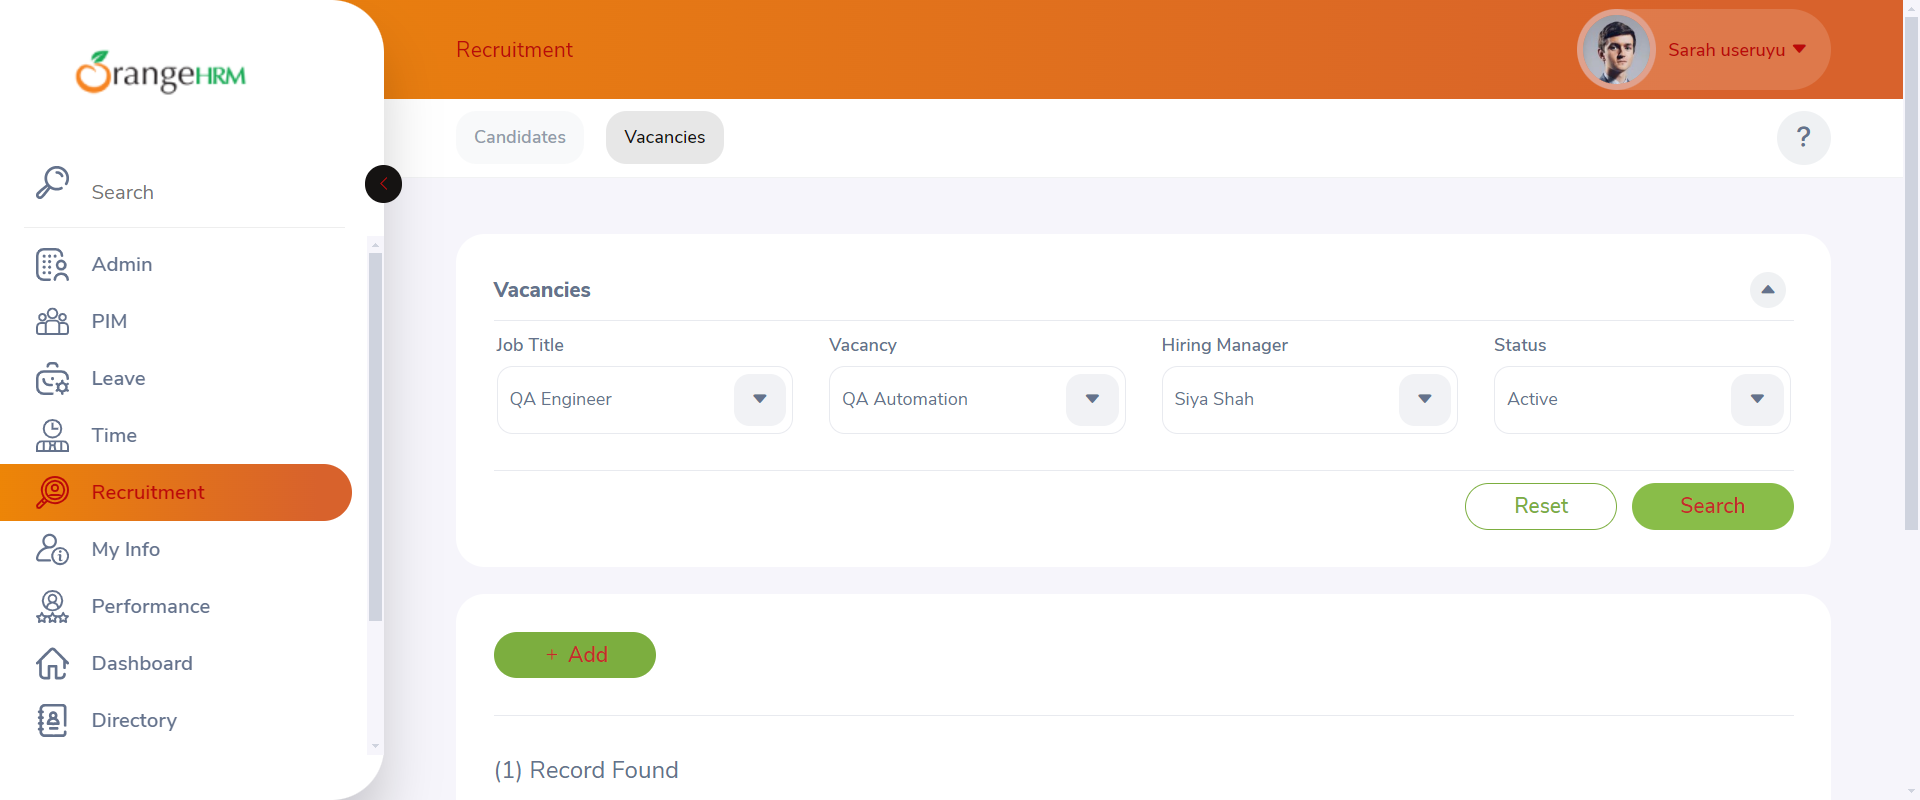 OrangeHRM
Search
Admin
PIM
Leave
Time
Recruitment
My Info
Performance
Dashboard
Directory
Recruitment
Sarah useruyu
Candidates
Vacancies
?
Vacancies
Job Title
Vacancy
Hiring Manager
Status
QA Engineer
QA Automation
Siya Shah
Active
Reset
Search
+ Add
(1) Record Found